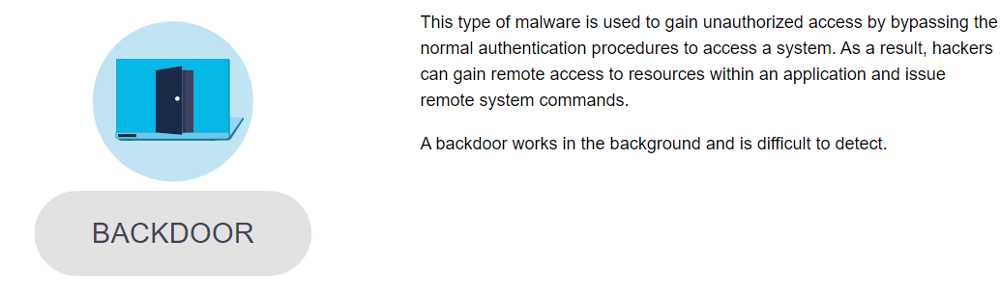 This type of malware is used to gain unauthorized access by bypassing the
normal authentication procedures to access a system. As a result, hackers
can gain remote access to resources within an application and issue
remote system commands.
A backdoor works in the background and is difficult to detect.
BACKDOOR